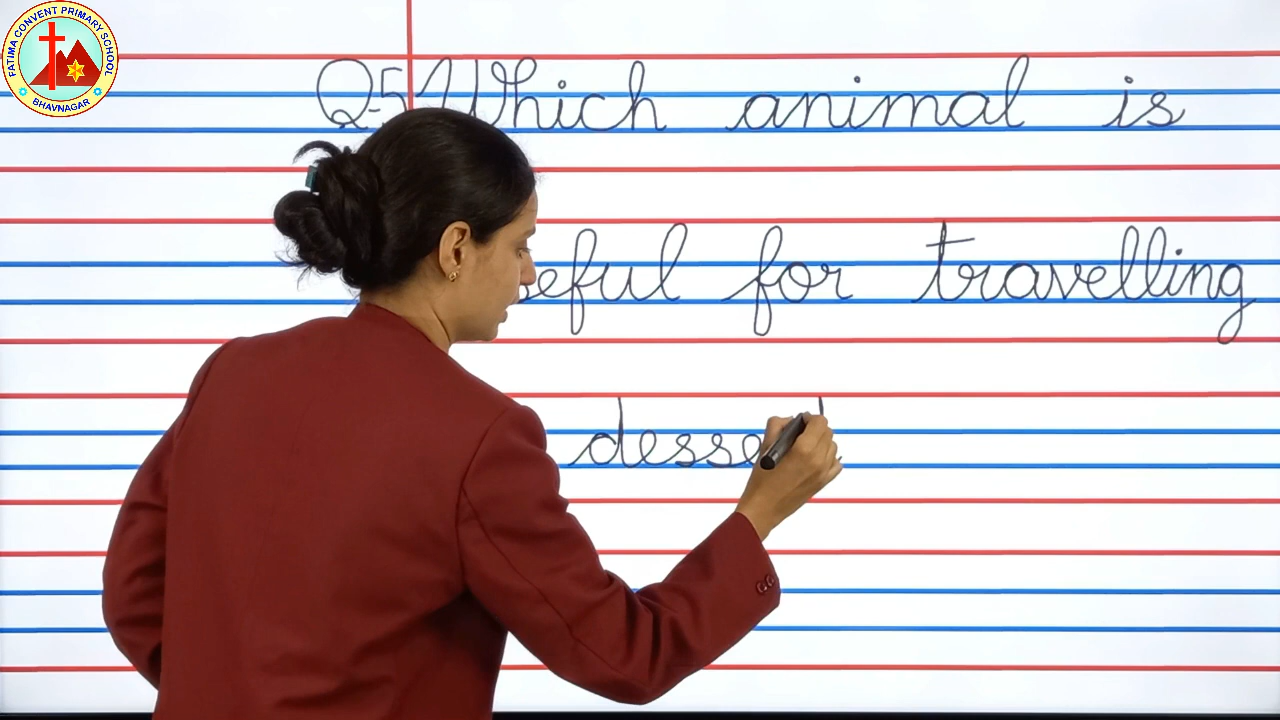 FATIMA CONVENT PRIMARY SCHOOL
BHAVNAGAR
Q-5 Which animal is
eful for travelling
desse